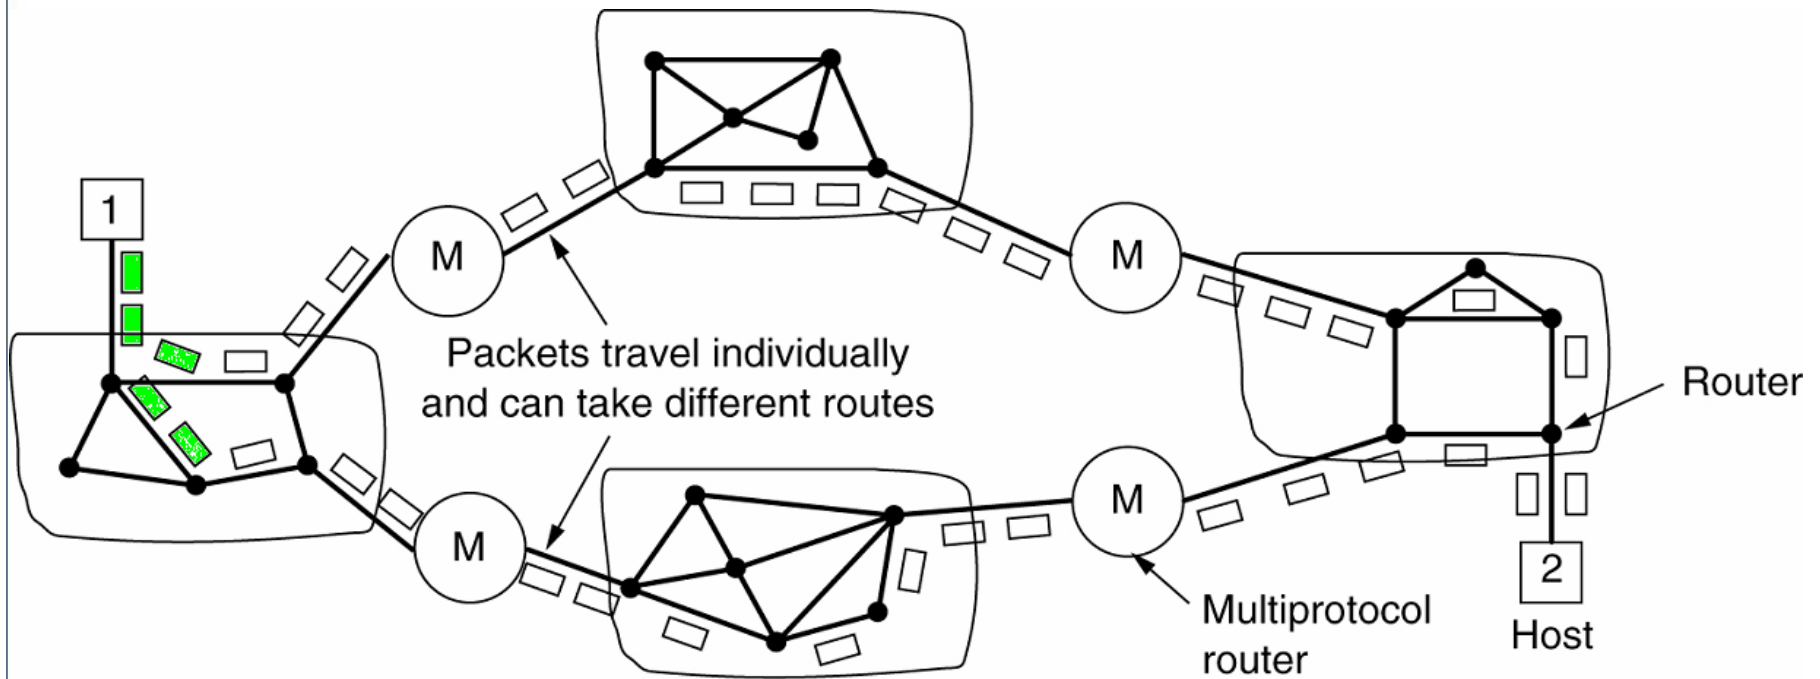 1
M
M
Packets travel individually
and can take different routes
Router
M
M
2
Multiprotocol
router
Host